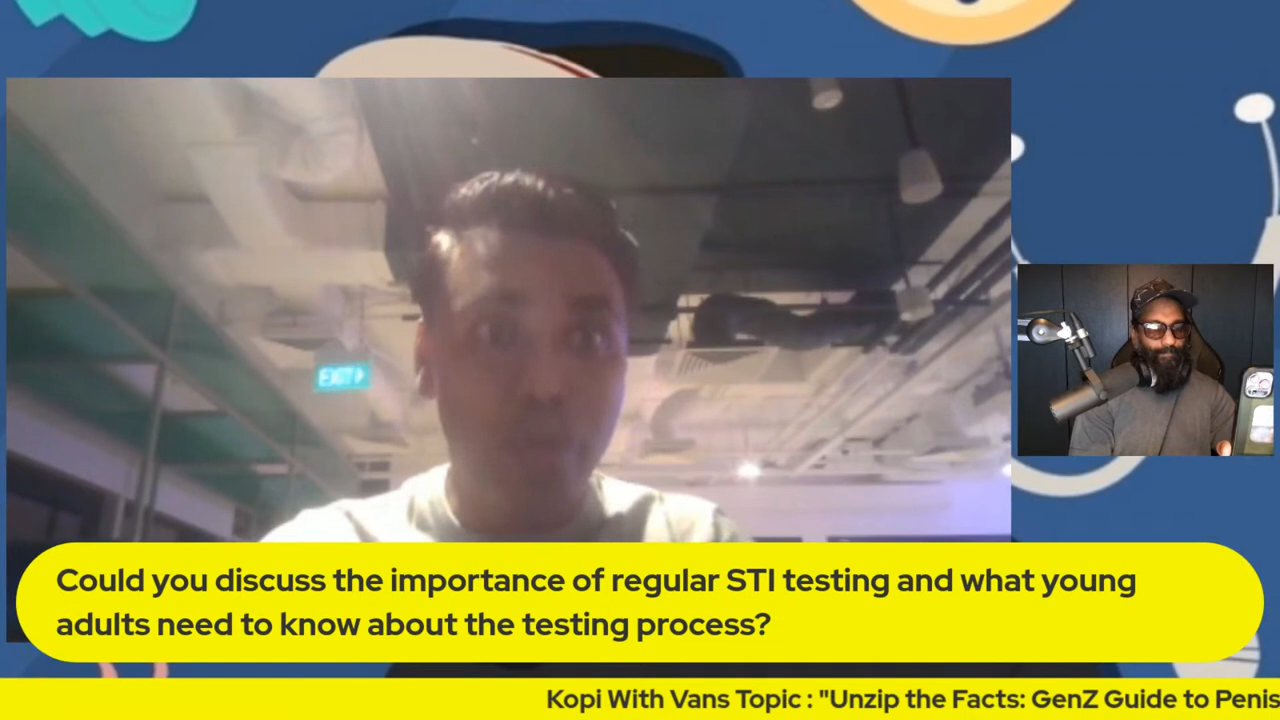 EXIT
Could you discuss the importance of regular STI testing and what young
adults need to know about the testing process?
Kopi With Vans Topic : "Unzip the Facts: GenZ Guide to Penis